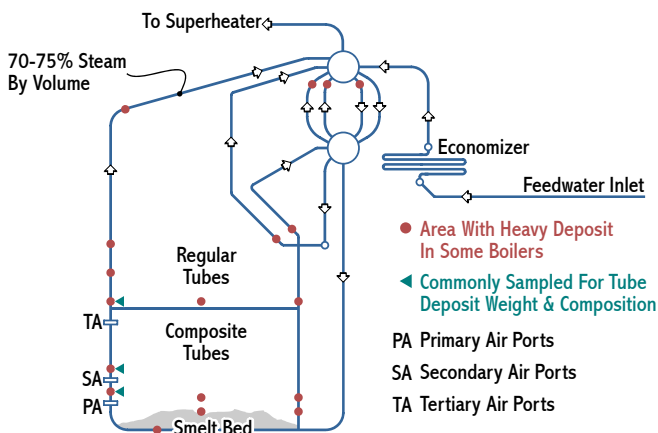 To Superheater
70-75% Steam
By Volume
Economizer
Feedwater Inlet
Area With Heavy Deposit
In Some Boilers
Regular
Tubes
Commonly Sampled For Tube
Deposit Weight & Composition
TA
Composite
Tubes
PA Primary Air Ports
SA
SA Secondary Air Ports
PA
TA Tertiary Air Ports
Smelt Bed